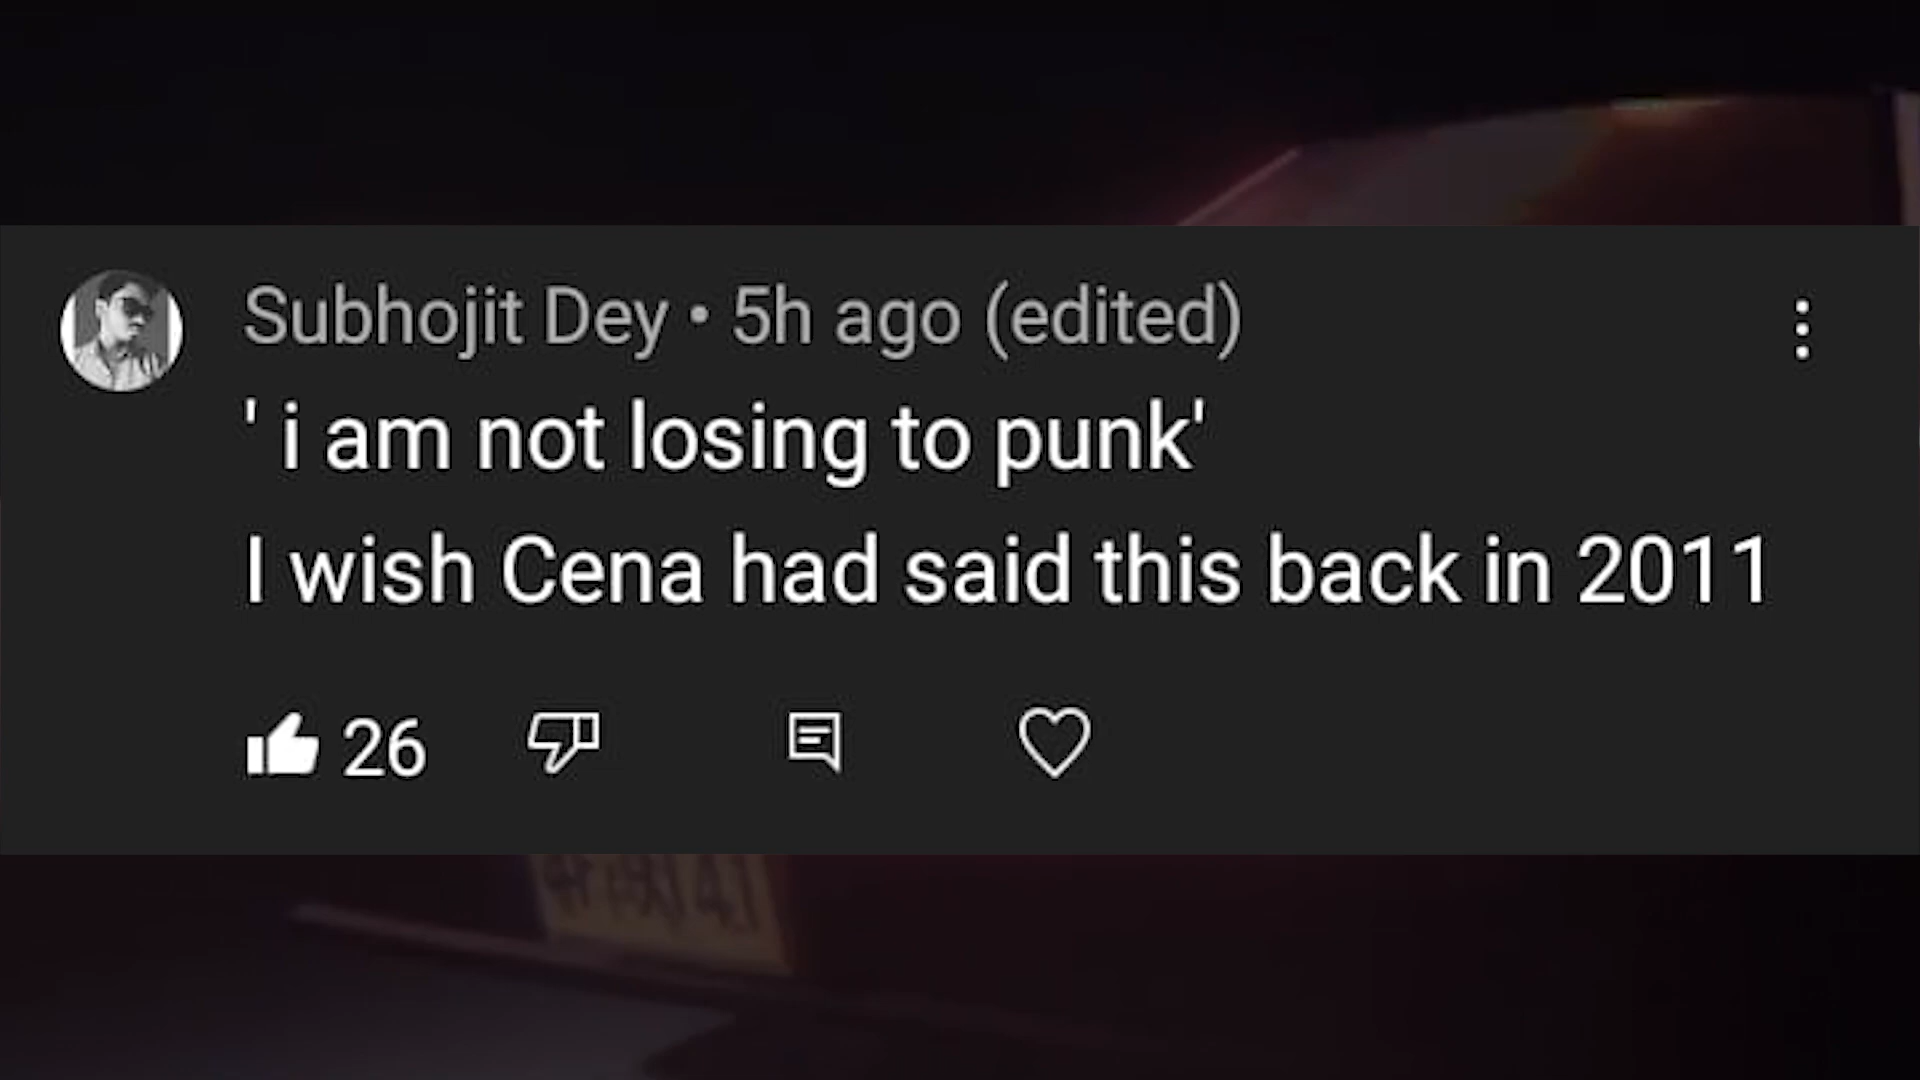 Subhojit Dey • 5h ago (edited)
' i am not losing to punk'
I wish Cena had said this back in 2011
26